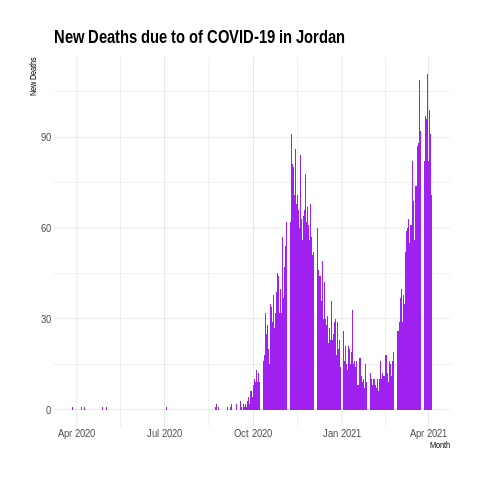 New Deaths due to of COVID-19 in Jordan
New Deaths
90
60
30
0
Apr 2020 Jul 2020 Oct 2020 Jan 2021 Apr 2021
Month